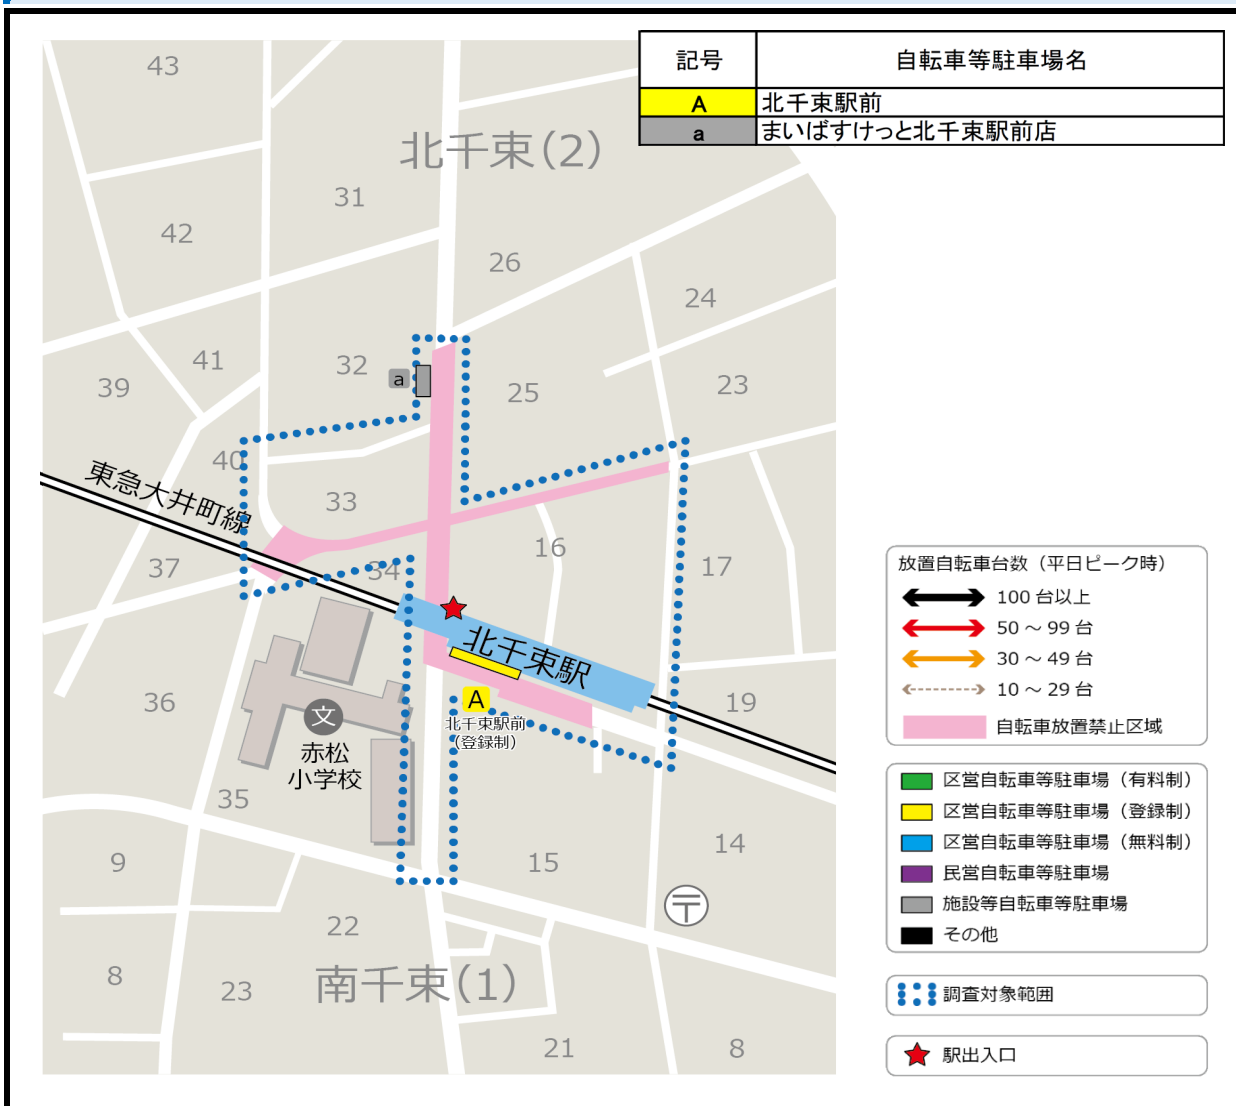 記号
自転車等駐車場名
A
北千束駅前
a
まいばすけっと北千束駅前店
43
北千束(2)
31
42
26
24
41
32
a
39
25
23
40
東急大井町線
33
16
37
34
17
北千束駅
36
19
A
北千束駅前
(登録制)
文
赤松
小学校
35
9
15
14
〒
22
8
23
南千束(1)
21
8
放置自転車台数（平日ピーク時）
100 台以上
50 ～ 99 台
30 ～ 49 台
10 ～ 29 台
自転車放置禁止区域
区営自転車等駐車場（有料制）
区営自転車等駐車場（登録制）
区営自転車等駐車場（無料制）
民営自転車等駐車場
施設等自転車等駐車場
その他
調査対象範囲
駅出入口